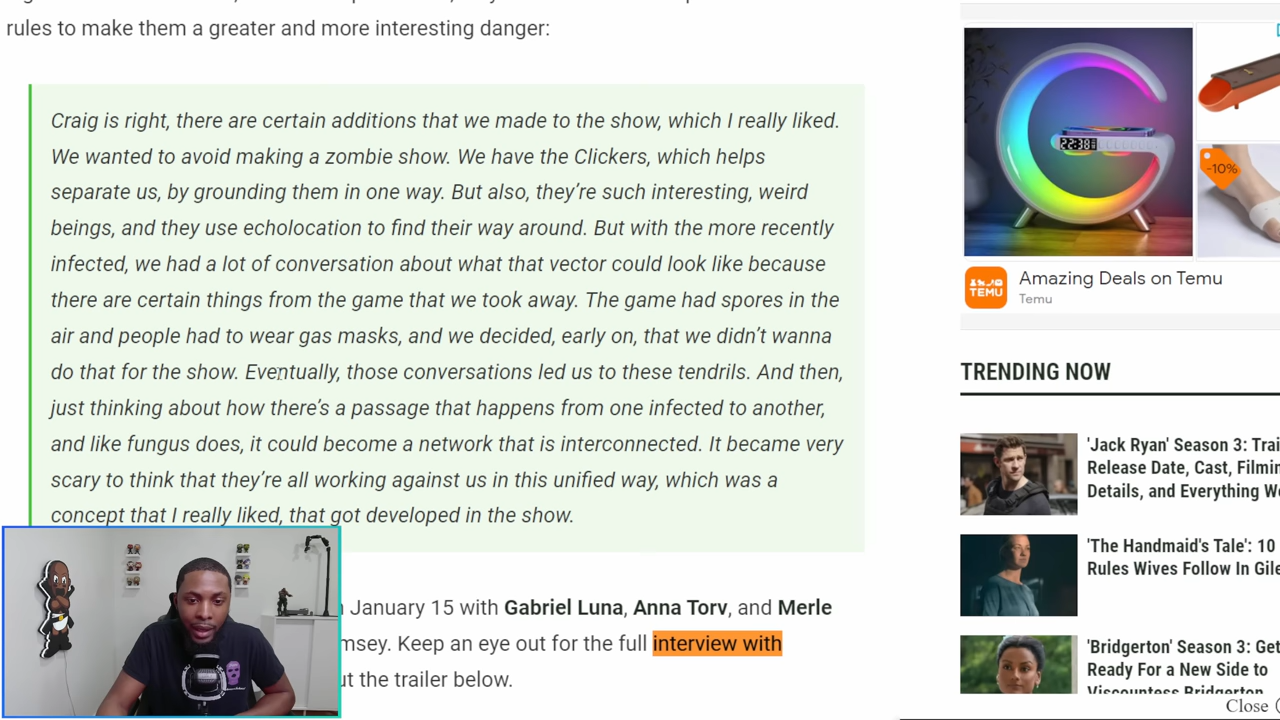 rules to make them a greater and more interesting danger:
Craig is right, there are certain additions that we made to the show, which I really liked.
We wanted to avoid making a zombie show. We have the Clickers, which helps
separate us, by grounding them in one way. But also, they're such interesting, weird
beings, and they use echolocation to find their way around. But with the more recently
infected, we had a lot of conversation about what that vector could look like because
there are certain things from the game that we took away. The game had spores in the
air and people had to wear gas masks, and we decided, early on, that we didn't wanna
do that for the show. Eventually, those conversations led us to these tendrils. And then,
just thinking about how there's a passage that happens from one infected to another,
and like fungus does, it could become a network that is interconnected. It became very
scary to think that they're all working against us in this unified way, which was a
concept that I really liked, that got developed in the show.
January 15 with Gabriel Luna, Anna Torv, and Merle
Keep an eye out for the full interview with
the trailer below.
22:38
-10%
TEMU
Amazing Deals on Temu
Temu
TRENDING NOW
'Jack Ryan' Season 3:
Release Date, Cast,
Details, and Everything
'The Handmaid's Tale': 10
Rules Wives Follow In
'Bridgerton' Season 3: Get
Ready For a New Side to
Viscountess Bridgerton
Close